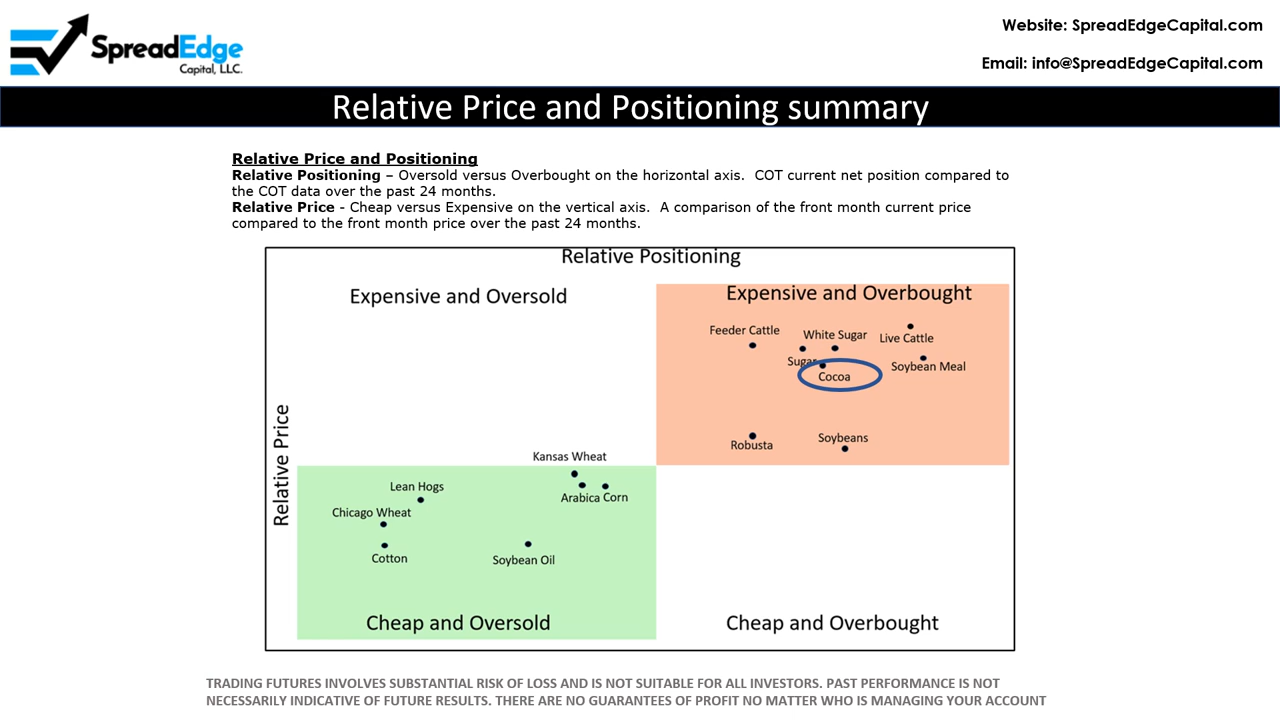 SpreadEdge
Capital, LLC.
Website: SpreadEdgeCapital.com
Email: info@SpreadEdgeCapital.com
Relative Price and Positioning summary
Relative Price and Positioning
Relative Positioning – Oversold versus Overbought on the horizontal axis.  COT current net position compared to
the COT data over the past 24 months.
Relative Price - Cheap versus Expensive on the vertical axis.  A comparison of the front month current price
compared to the front month price over the past 24 months.
Relative Positioning
Expensive and Oversold
Expensive and Overbought
Feeder Cattle
White Sugar
Live Cattle
Sugar
Soybean Meal
Cocoa
Robusta
Soybeans
Relative Price
Kansas Wheat
Lean Hogs
Arabica
Corn
Chicago Wheat
Cotton
Soybean Oil
Cheap and Oversold
Cheap and Overbought
TRADING FUTURES INVOLVES SUBSTANTIAL RISK OF LOSS AND IS NOT SUITABLE FOR ALL INVESTORS. PAST PERFORMANCE IS NOT
NECESSARILY INDICATIVE OF FUTURE RESULTS. THERE ARE NO GUARANTEES OF PROFIT NO MATTER WHO IS MANAGING YOUR ACCOUNT